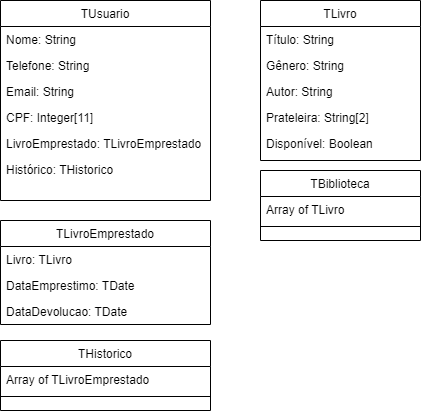 TUsuario
Nome: String
Telefone: String
Email: String
CPF: Integer[11]
LivroEmprestado: TLivroEmprestado
Histórico: THistorico
TLivro
Título: String
Gênero: String
Autor: String
Prateleira: String[2]
Disponível: Boolean
TBiblioteca
Array of TLivro
TLivroEmprestado
Livro: TLivro
DataEmprestimo: TDate
DataDevolucao: TDate
THistorico
Array of TLivroEmprestado